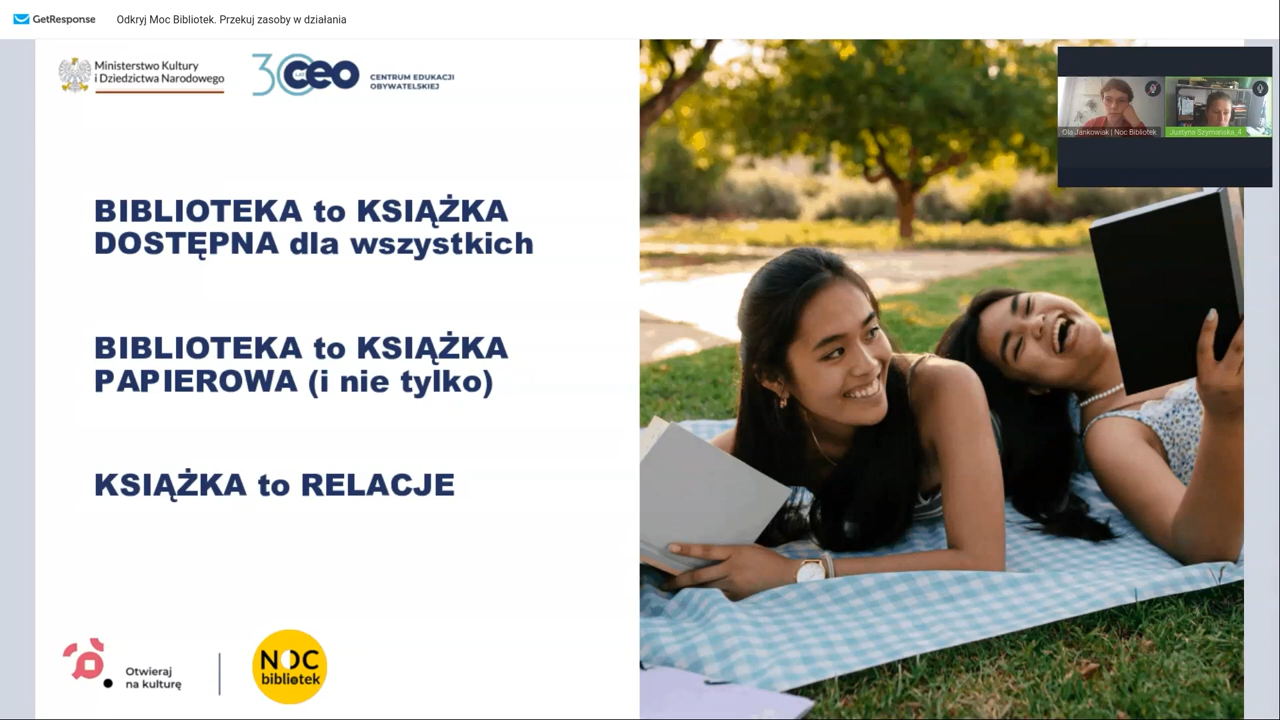 GetResponse
Odkryj Moc Bibliotek. Przekuj zasoby w działania
Ministerstwo Kultury
i Dziedzictwa Narodowego
30 ceo
CENTRUM EDUKACJI
OBYWATELSKIEJ
Ola Jankowiak | Noc Bibliotek
Justyna Szymańska_4
BIBLIOTEKA to KSIĄŻKA
DOSTĘPNA dla wszystkich
BIBLIOTEKA to KSIĄŻKA
PAPIEROWA (i nie tylko)
KSIĄŻKA to RELACJE
Otwieraj
na kulturę
NOC
bibliotek